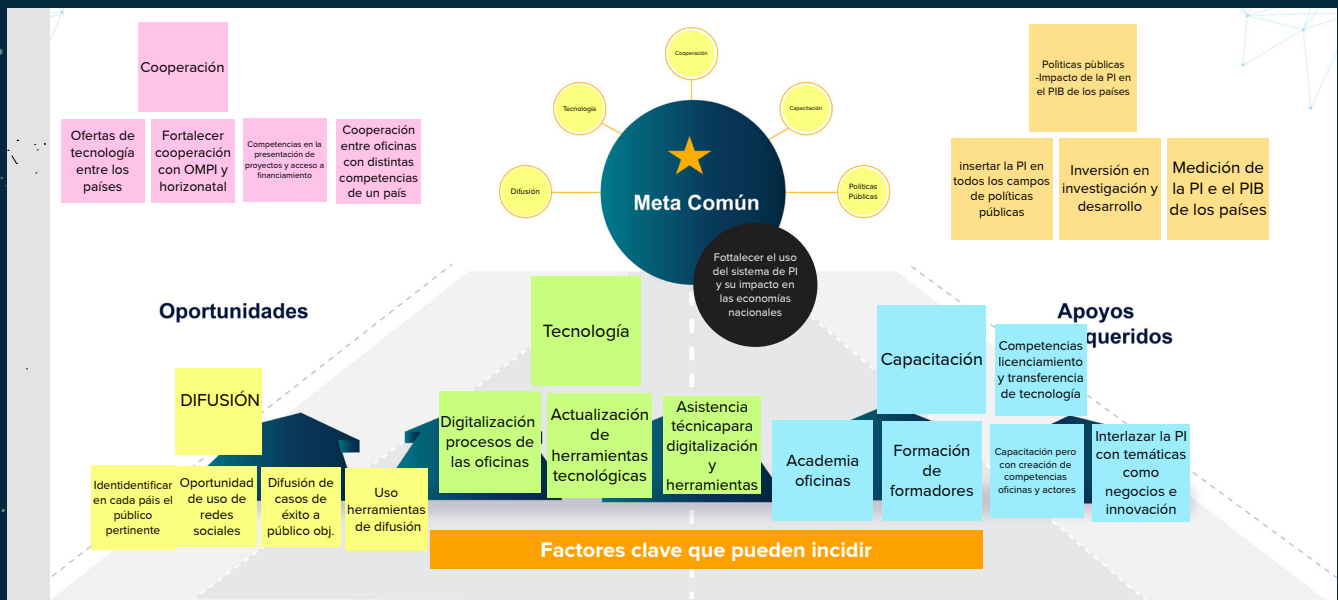 Cooperación
Ofertas de
tecnología
entre los
países
Fortalecer
cooperación
con OMPI y
horizonatal
Competencias en la
presentación de
proyectos y acceso a
financiamiento
Cooperación
entre oficinas
con distintas
competencias
de un país
Cooperación
Tecnología
Capacitación
Difusión
Políticas
Públicas
Meta Común
Fottalecer el uso
del sistema de PI
y su impacto en
las economías
nacionales
Polìticas pùblicas
-Impacto de la PI en
el PIB de los países
insertar la PI en
todos los campos
de políticas
públicas
Inversión en
investigación y
desarrollo
Medición de
la PI e el PIB
de los países
Oportunidades
Apoyos
queridos
DIFUSIÓN
Identidentificar
en cada páis el
público
pertinente
Oportunidad
de uso de
redes
sociales
Difusión de
casos de
éxito a
público obj.
Uso
herramientas
de difusión
Tecnología
Digitalización
procesos de
las oficinas
Actualización
de
herramientas
tecnológicas
Asistencia
técnicapara
digitalización
y
herramientas
Capacitación
Competencias
licenciamiento
y transferencia
de tecnología
Academia
oficinas
Formación
de
formadores
Capacitación pero
con creación de
competencias
oficinas y actores
Interlazar la PI
con temáticas
como
negocios e
innovación
Factores clave que pueden incidir